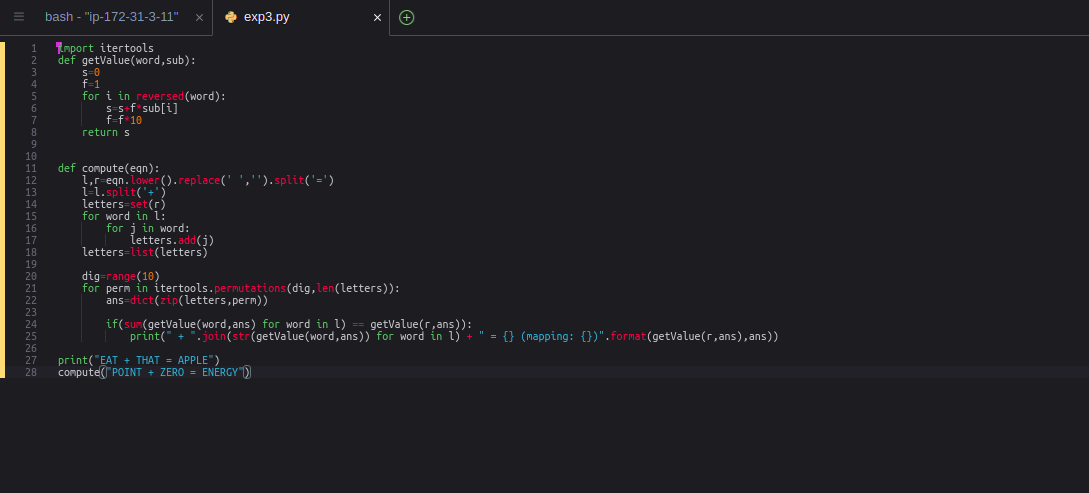 bash - "ip-172-31-3-11"
exp3.py
1 import itertools
2 def getValue(word,sub):
3     s=0
4     f=1
5     for i in reversed(word):
6         s=s+f*sub[i]
7         f=f*10
8     return s
9
10
11 def compute(eqn):
12     l,r=eqn.lower().replace(' ','').split('=')
13     l=l.split('+')
14     letters=set(r)
15     for word in l:
16         for j in word:
17             letters.add(j)
18     letters=list(letters)
19
20     dig=range(10)
21     for perm in itertools.permutations(dig,len(letters)):
22         ans=dict(zip(letters,perm))
23
24         if(sum(getValue(word,ans) for word in l) == getValue(r,ans)):
25             print(" + ".join(str(getValue(word,ans)) for word in l) + " = {} (mapping: {})".format(getValue(r,ans),ans))
26
27 print("EAT + THAT = APPLE")
28 compute("POINT + ZERO = ENERGY")